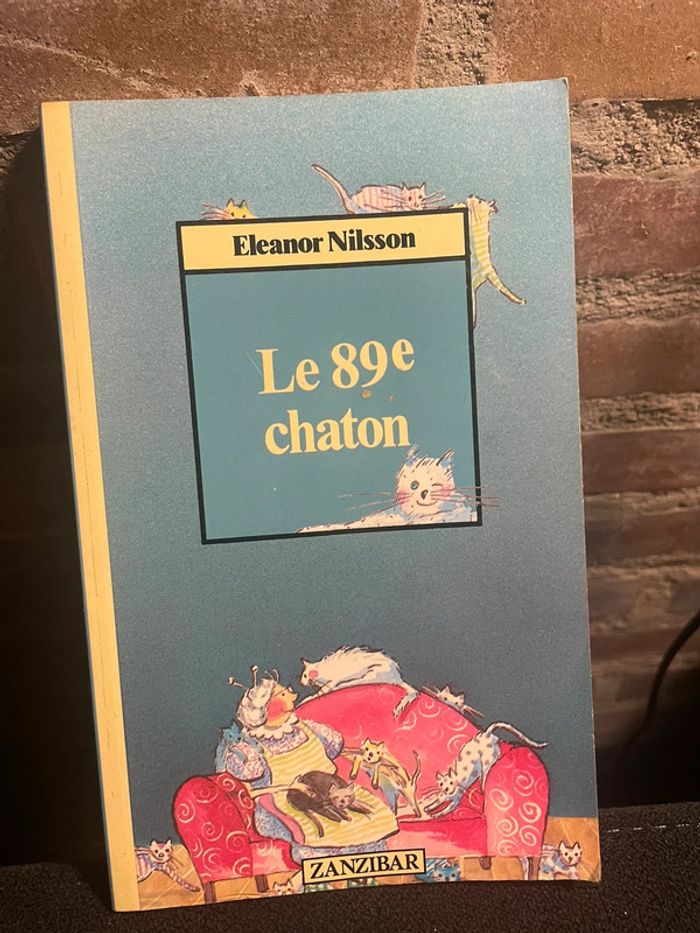 Eleanor Nilsson
Le 89e
chaton
ZANZIBAR